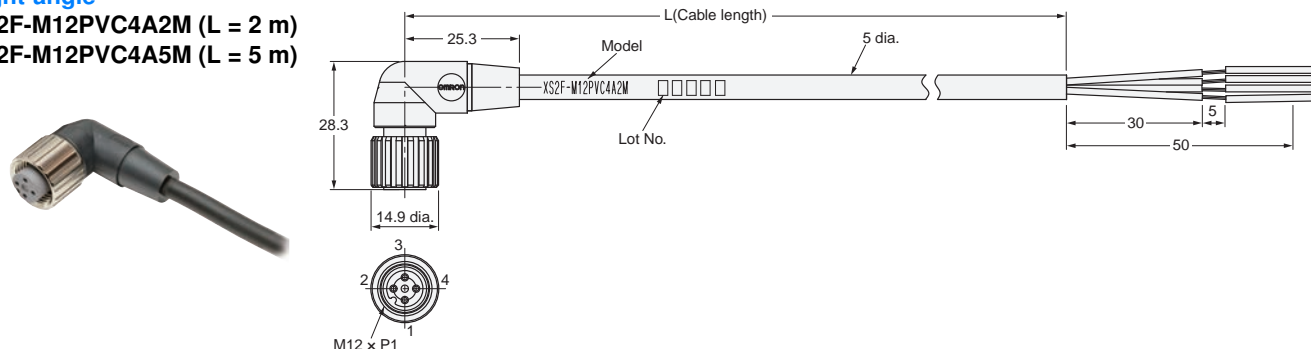 ght-angle
2F-M12PVC4A2M (L = 2 m)
2F-M12PVC4A5M (L = 5 m)
L(Cable length)
25.3
Model
5 dia.
OMRON
XS2F-M12PVC4A2M
28.3
Lot No.
30
5
50
14.9 dia.
3
2
4
1
M12 × P1